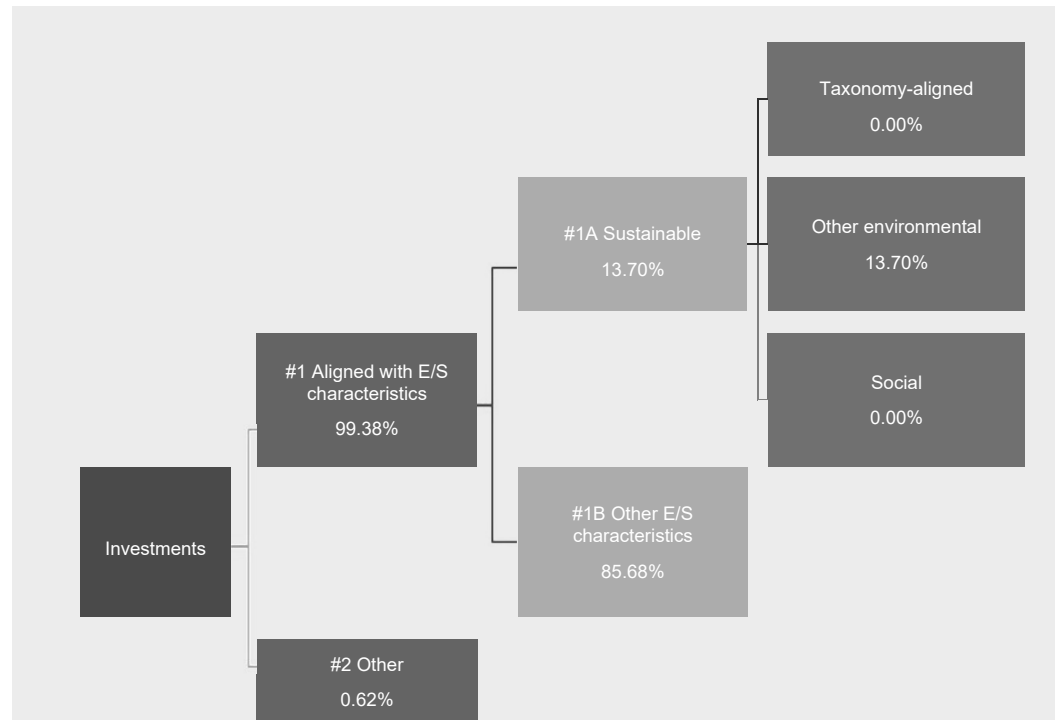 Taxonomy-aligned
0.00%
#1A Sustainable
13.70%
Other environmental
13.70%
#1 Aligned with E/S
characteristics
99.38%
Social
0.00%
Investments
#1B Other E/S
characteristics
85.68%
#2 Other
0.62%